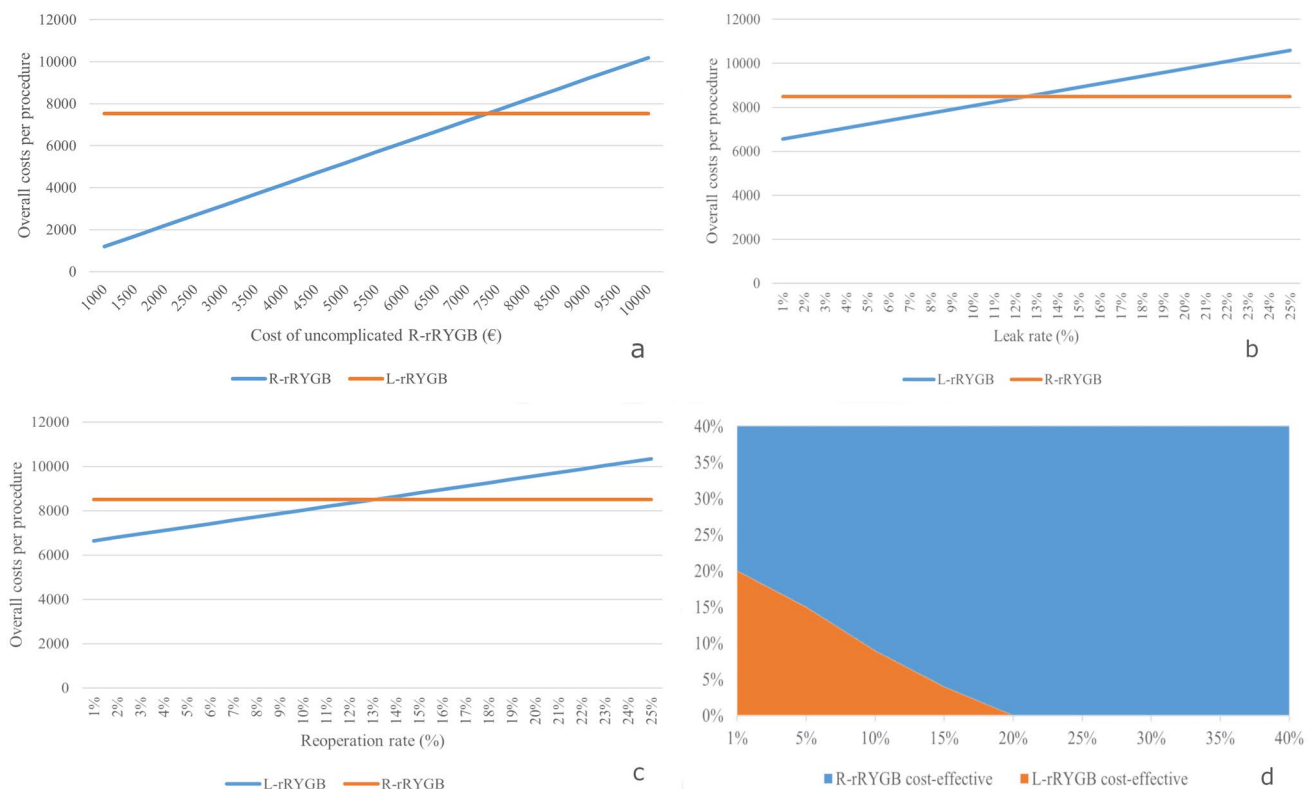 12000
10000
8000
6000
4000
2000
0
Overall costs per procedure
1000 1500 2000 2500 3000 3500 4000 4500 5000 5500 6000 6500 7000 7500 8000 8500 9000 9500 10000
Cost of uncomplicated R-rRYGB (€)
a
R-rRYGB L-rRYGB
12000
10000
8000
6000
4000
2000
0
Overall costs per procedure
1% 2% 3% 4% 5% 6% 7% 8% 9% 10% 11% 12% 13% 14% 15% 16% 17% 18% 19% 20% 21% 22% 23% 24% 25%
Leak rate (%)
b
L-rRYGB R-rRYGB
12000
10000
8000
6000
4000
2000
0
Overall costs per procedure
1% 2% 3% 4% 5% 6% 7% 8% 9% 10% 11% 12% 13% 14% 15% 16% 17% 18% 19% 20% 21% 22% 23% 24% 25%
Reoperation rate (%)
c
L-rRYGB R-rRYGB
40%
35%
30%
25%
20%
15%
10%
5%
0%
1% 5% 10% 15% 20% 25% 30% 35% 40%
R-rRYGB cost-effective L-rRYGB cost-effective
d